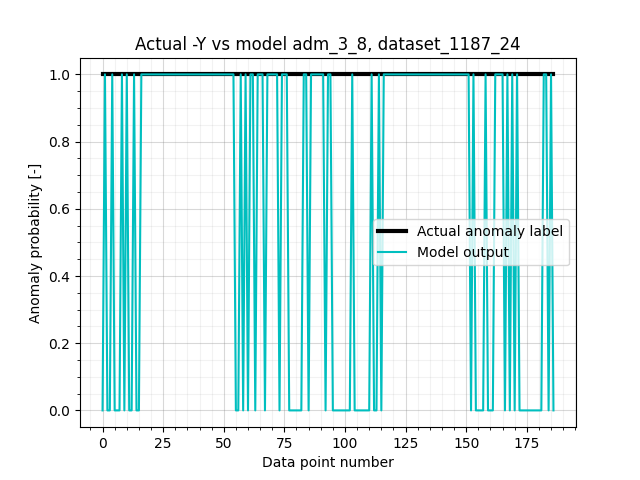 Actual -Y vs model adm_3_8, dataset_1187_24
1.0
0.8
0.6
0.4
0.2
0.0
Anomaly probability [-]
Actual anomaly label
Model output
0 25 50 75 100 125 150 175
Data point number